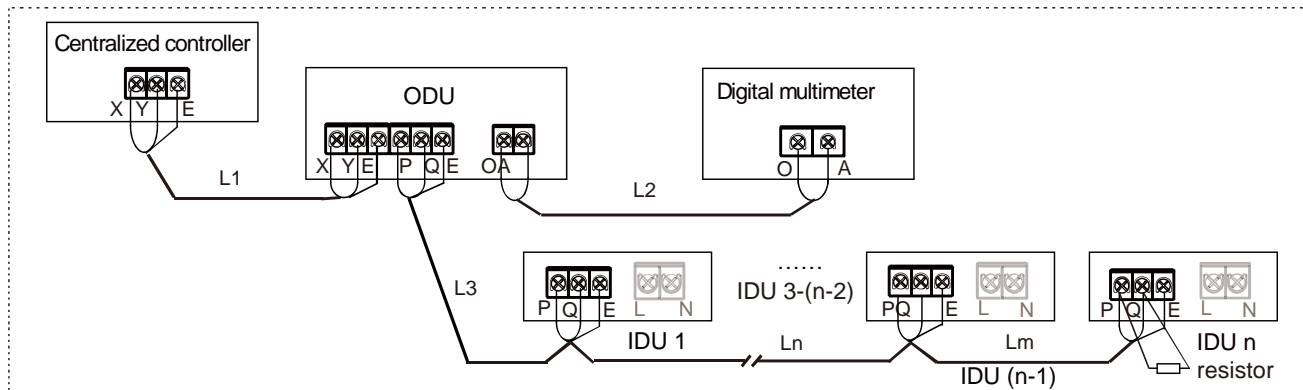 Centralized controller
X Y E
ODU
X Y E P Q E O A
Digital multimeter
O A
L1
L2
L3
P Q E L N
IDU 1
......
IDU 3-(n-2)
Ln
P Q E L N
IDU (n-1)
Lm
P Q E L N
IDU n
resistor